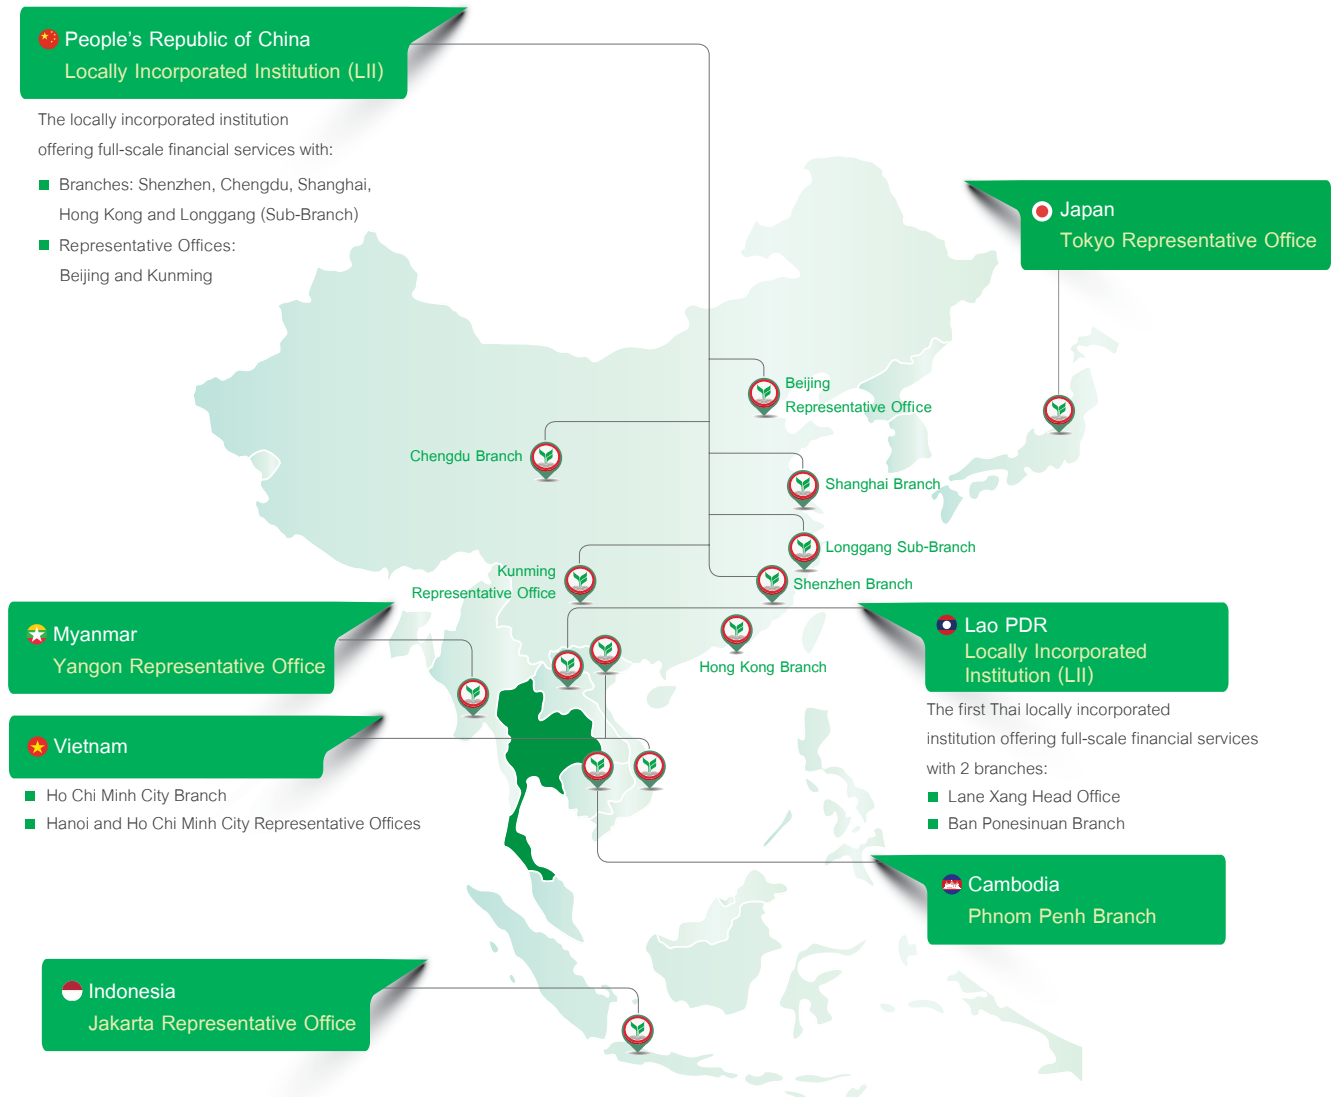 People's Republic of China
Locally Incorporated Institution (LII)
The locally incorporated institution
offering full-scale financial services with:
Branches: Shenzhen, Chengdu, Shanghai,
Hong Kong and Longgang (Sub-Branch)
Representative Offices:
Beijing and Kunming
Japan
Tokyo Representative Office
Beijing
Representative Office
Chengdu Branch
Shanghai Branch
Longgang Sub-Branch
Kunming
Representative Office
Shenzhen Branch
Hong Kong Branch
Myanmar
Yangon Representative Office
Lao PDR
Locally Incorporated
Institution (LII)
The first Thai locally incorporated
institution offering full-scale financial services
with 2 branches:
Lane Xang Head Office
Ban Ponesinuan Branch
Vietnam
Ho Chi Minh City Branch
Hanoi and Ho Chi Minh City Representative Offices
Cambodia
Phnom Penh Branch
Indonesia
Jakarta Representative Office